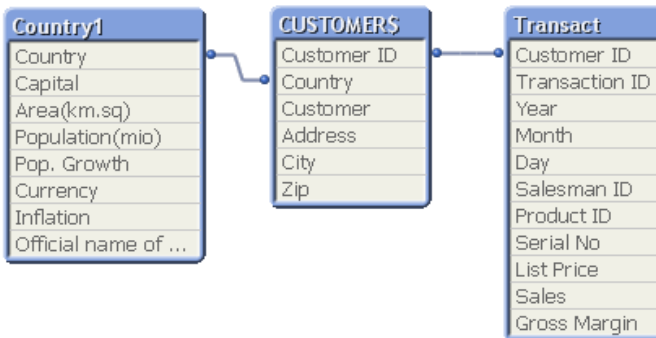 Country1
Country
Capital
Area(km.sq)
Population(mio)
Pop. Growth
Currency
Inflation
Official name of ...
CUSTOMER$
Customer ID
Country
Customer
Address
City
Zip
Transact
Customer ID
Transaction ID
Year
Month
Day
Salesman ID
Product ID
Serial No
List Price
Sales
Gross Margin